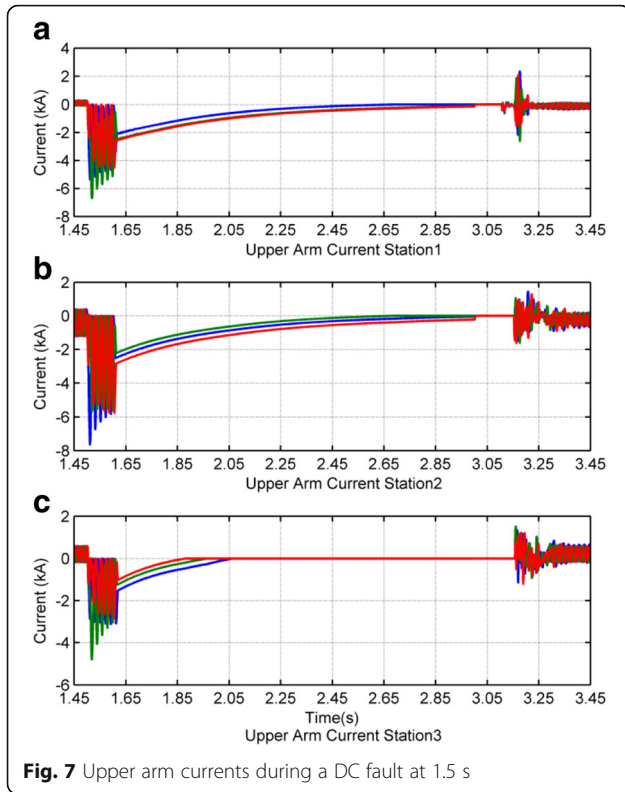 a
4
2
0
-2
-4
-6
-8
Current (kA)
1.45 1.65 1.85 2.05 2.25 2.45 2.65 2.85 3.05 3.25 3.45
Upper Arm Current Station1
b
2
0
-2
-4
-6
-8
Current (kA)
1.45 1.65 1.85 2.05 2.25 2.45 2.65 2.85 3.05 3.25 3.45
Upper Arm Current Station2
c
2
0
-2
-4
-6
Current (kA)
1.45 1.65 1.85 2.05 2.25 2.45 2.65 2.85 3.05 3.25 3.45
Time(s)
Upper Arm Current Station3
Fig. 7 Upper arm currents during a DC fault at 1.5 s